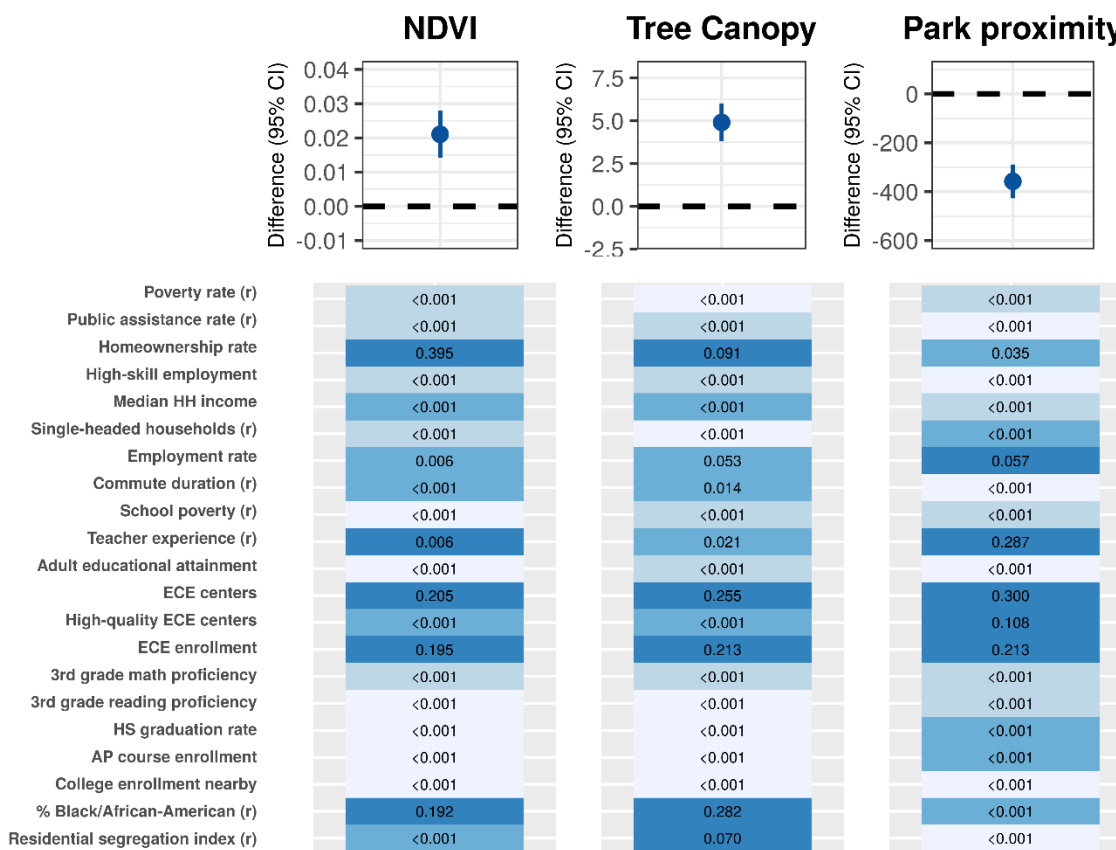 NDVI Tree Canopy Park proximity
Difference (95% CI)
0.04
0.03
0.02
0.01
0.00
-0.01
Difference (95% CI)
7.5
5.0
2.5
0.0
-2.5
Difference (95% CI)
0
-200
-400
-600
Poverty rate (r) <0.001 <0.001 <0.001
Public assistance rate (r) <0.001 <0.001 <0.001
Homeownership rate 0.395 0.091 0.035
High-skill employment <0.001 <0.001 <0.001
Median HH income <0.001 <0.001 <0.001
Single-headed households (r) <0.001 <0.001 <0.001
Employment rate 0.006 0.053 0.057
Commute duration (r) <0.001 0.014 <0.001
School poverty (r) <0.001 <0.001 <0.001
Teacher experience (r) 0.006 0.021 0.287
Adult educational attainment <0.001 <0.001 <0.001
ECE centers 0.205 0.255 0.300
High-quality ECE centers <0.001 <0.001 0.108
ECE enrollment 0.195 0.213 0.213
3rd grade math proficiency <0.001 <0.001 <0.001
3rd grade reading proficiency <0.001 <0.001 <0.001
HS graduation rate <0.001 <0.001 <0.001
AP course enrollment <0.001 <0.001 <0.001
College enrollment nearby <0.001 <0.001 <0.001
% Black/African-American (r) 0.192 0.282 <0.001
Residential segregation index (r) <0.001 0.070 <0.001